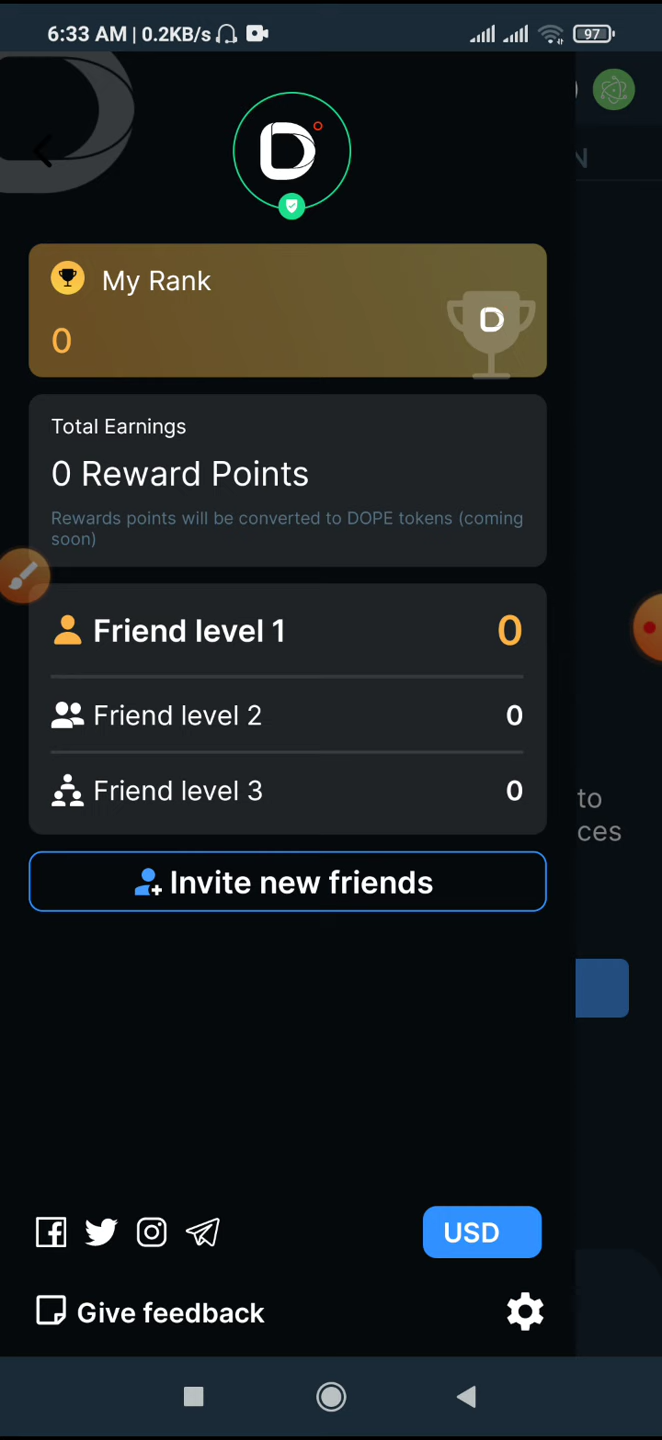 6:33 AM | 0.2KB/s
97
N
D
My Rank
0
D
Total Earnings
0 Reward Points
Rewards points will be converted to DOPE tokens (coming
soon)
Friend level 1 0
Friend level 2 0
Friend level 3 0
to
ces
Invite new friends
USD
Give feedback